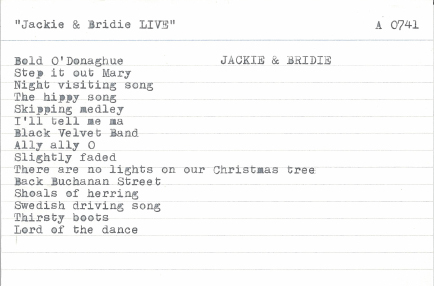 "Jackie & Bridie LIVE" A 0741
Bold O'Donaghue JACKIE & BRIDIE
Step it out Mary
Night visiting song
The hippy song
Skipping medley
I'll tell me ma
Black Velvet Band
Ally ally O
Slightly faded
There are no lights on our Christmas tree
Back Buchanan Street
Shoals of herring
Swedish driving song
Thirsty boots
Lord of the dance